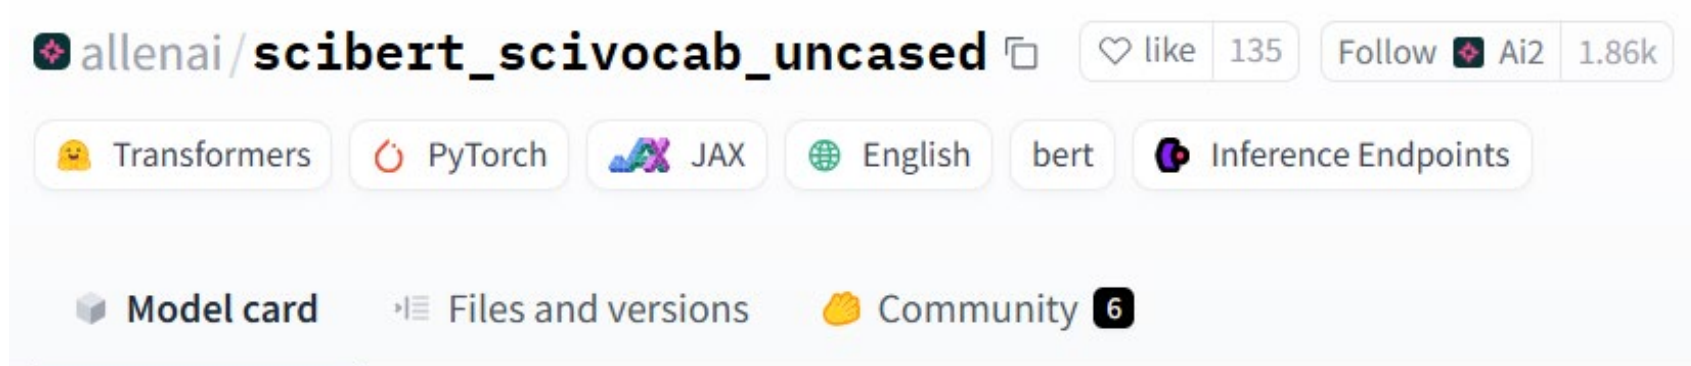 allenai/scibert_scivocab_uncased like 135 Follow Ai2 1.86k
Transformers PyTorch JAX English bert Inference Endpoints
Model card Files and versions Community 6